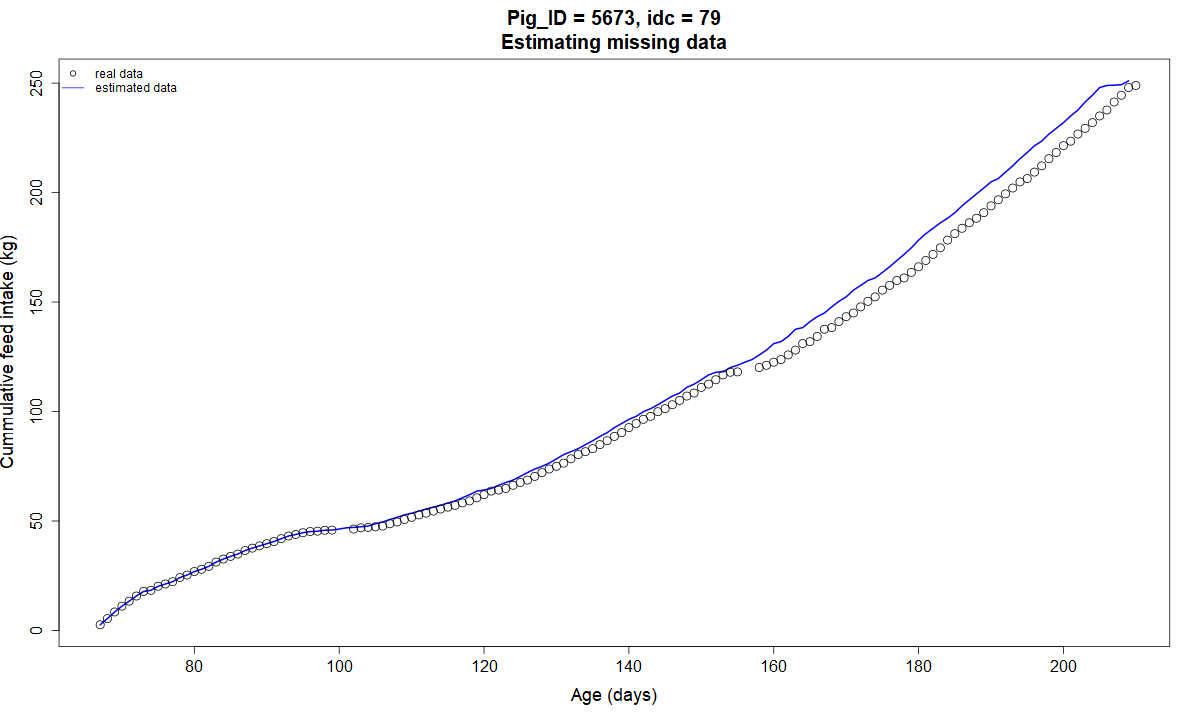 Pig_ID = 5673, idc = 79
Estimating missing data
real data
estimated data
Cummulative feed intake (kg)
250
200
150
100
50
0
80 100 120 140 160 180 200
Age (days)